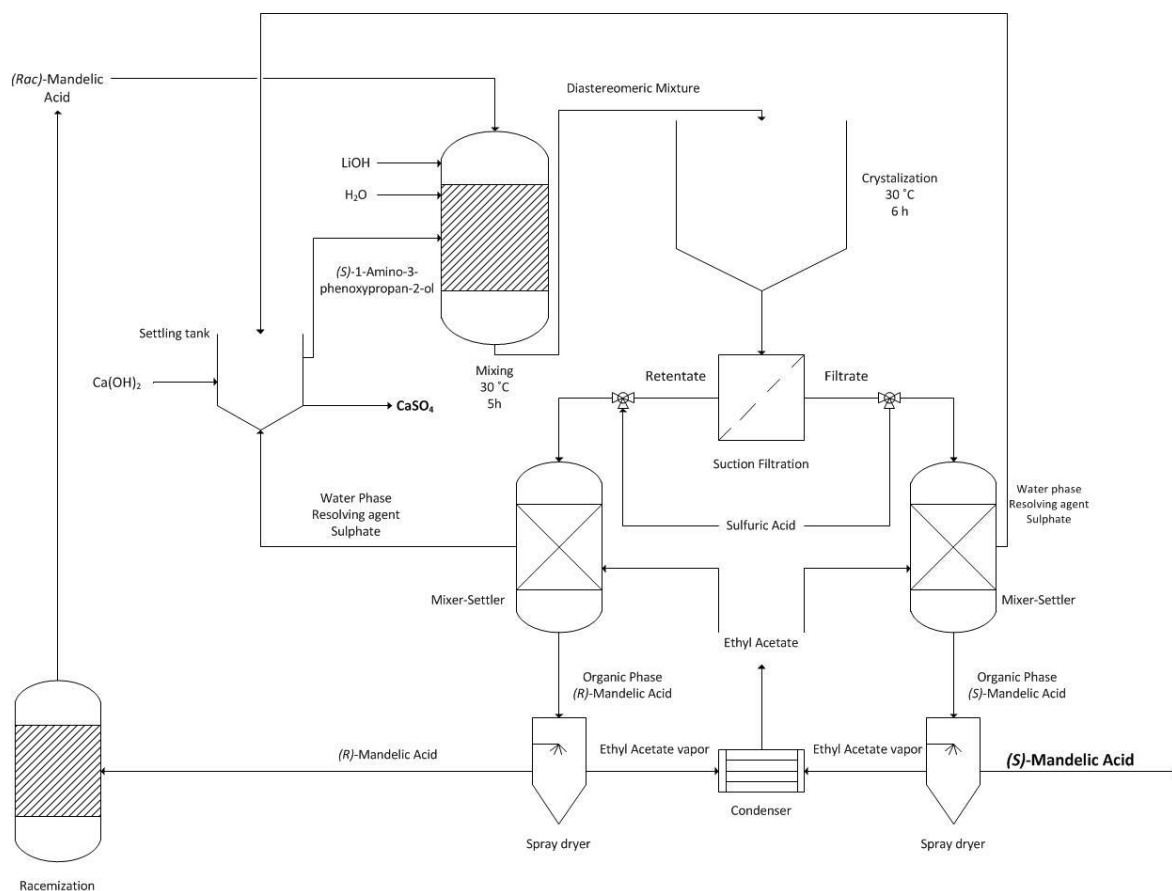 (Rac)-Mandelic
Acid
Diastereomeric Mixture
LiOH
H₂O
Crystalization
30 ˚C
6 h
(S)-1-Amino-3-
phenoxypropan-2-ol
Settling tank
Ca(OH)₂
CaSO₄
Mixing
30 ˚C
5h
Retentate
Filtrate
Suction Filtration
Water Phase
Resolving agent
Sulphate
Sulfuric Acid
Water phase
Resolving agent
Sulphate
Mixer-Settler
Mixer-Settler
Ethyl Acetate
Organic Phase
(R)-Mandelic Acid
Organic Phase
(S)-Mandelic Acid
(R)-Mandelic Acid
Ethyl Acetate vapor
Ethyl Acetate vapor
(S)-Mandelic Acid
Condenser
Spray dryer
Spray dryer
Racemization